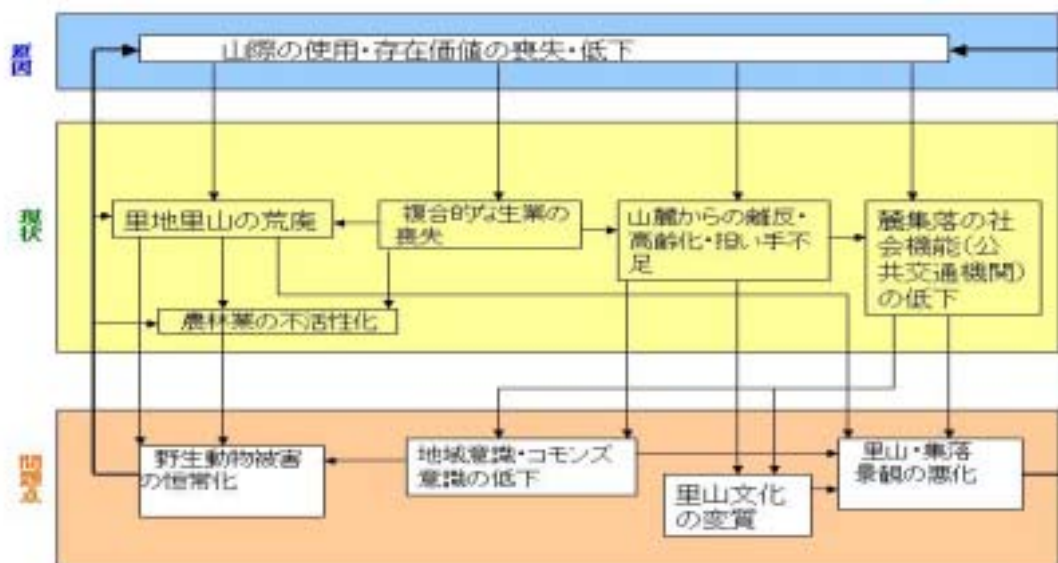 原因
山際の使用・存在価値の喪失・低下
現状
里地里山の荒廃
複合的な生業の
喪失
山麓からの離反・
高齢化・担い手不
足
麓集落の社
会機能(公
共交通機関)
の低下
農林業の不活性化
問題点
野生動物被害
の恒常化
地域意識・コモンズ
意識の低下
里山文化
の変質
里山・集落
景観の悪化